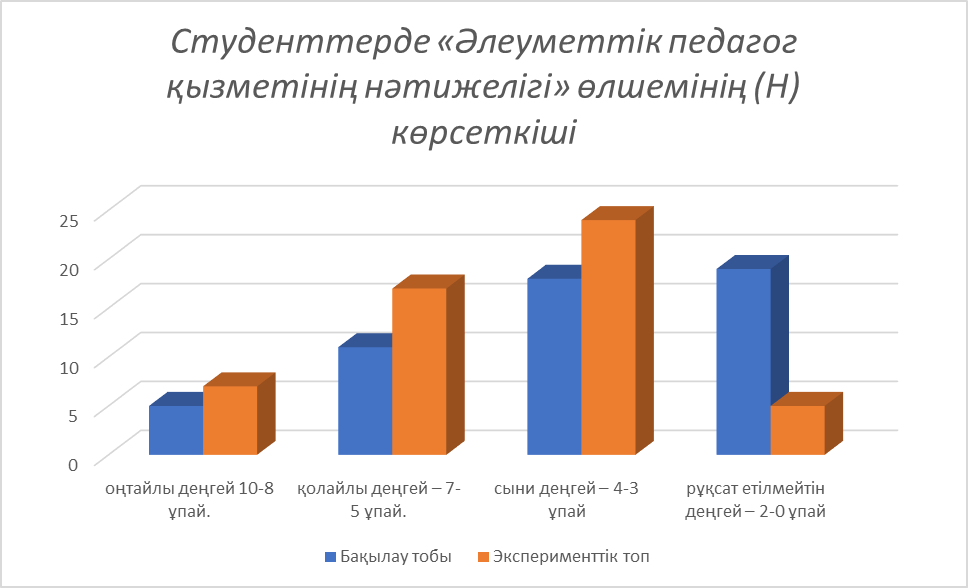 Студенттерде «Әлеуметтік педагог
қызметінің нәтижелігі» өлшемінің (Н)
көрсеткіші
25
20
15
10
5
0
оңтайлы деңгей 10-8
ұпай.
қолайлы деңгей – 7-
5 ұпай.
сыни деңгей – 4-3
ұпай
рұқсат етілмейтін
деңгей – 2-0 ұпай
Бақылау тобы
Эксперименттік топ